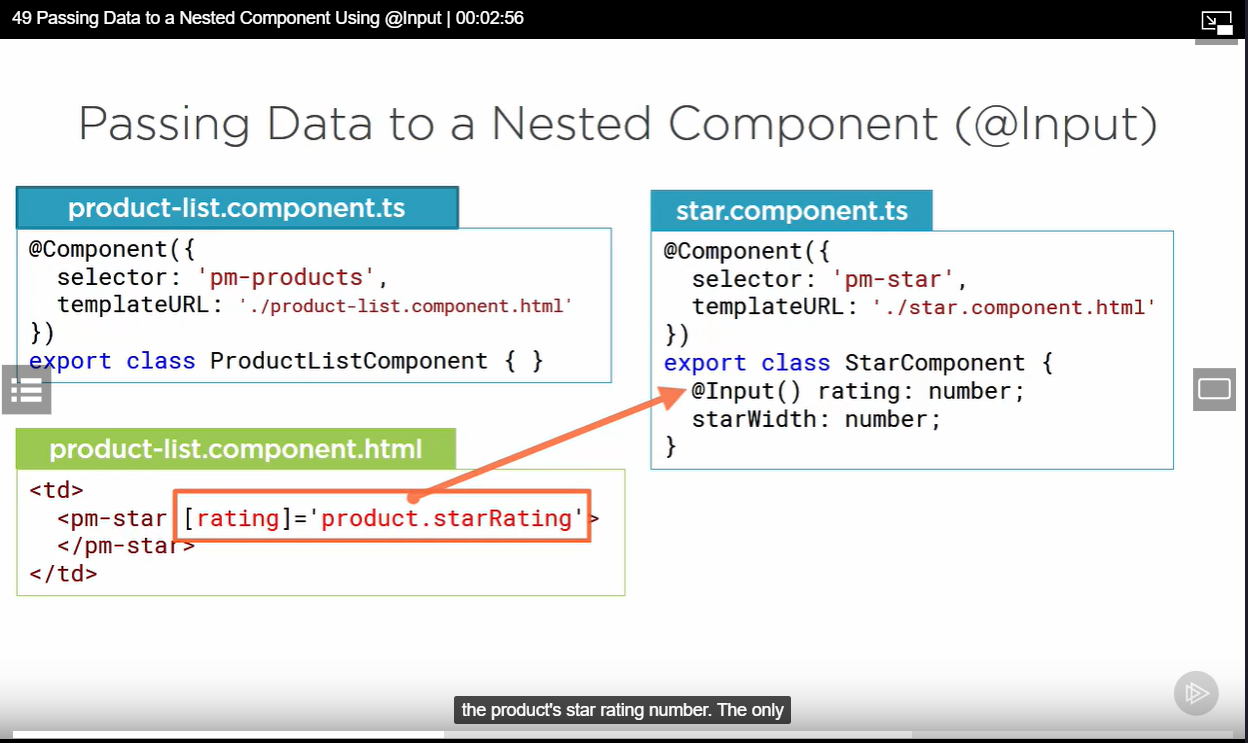 49 Passing Data to a Nested Component Using @Input | 00:02:56
Passing Data to a Nested Component (@Input)
product-list.component.ts
@Component({
  selector: 'pm-products',
  templateURL: './product-list.component.html'
})
export class ProductListComponent { }
product-list.component.html
<td>
  <pm-star [rating]='product.starRating'>
  </pm-star>
</td>
star.component.ts
@Component({
  selector: 'pm-star',
  templateURL: './star.component.html'
})
export class StarComponent {
  @Input() rating: number;
  starWidth: number;
}
the product's star rating number. The only